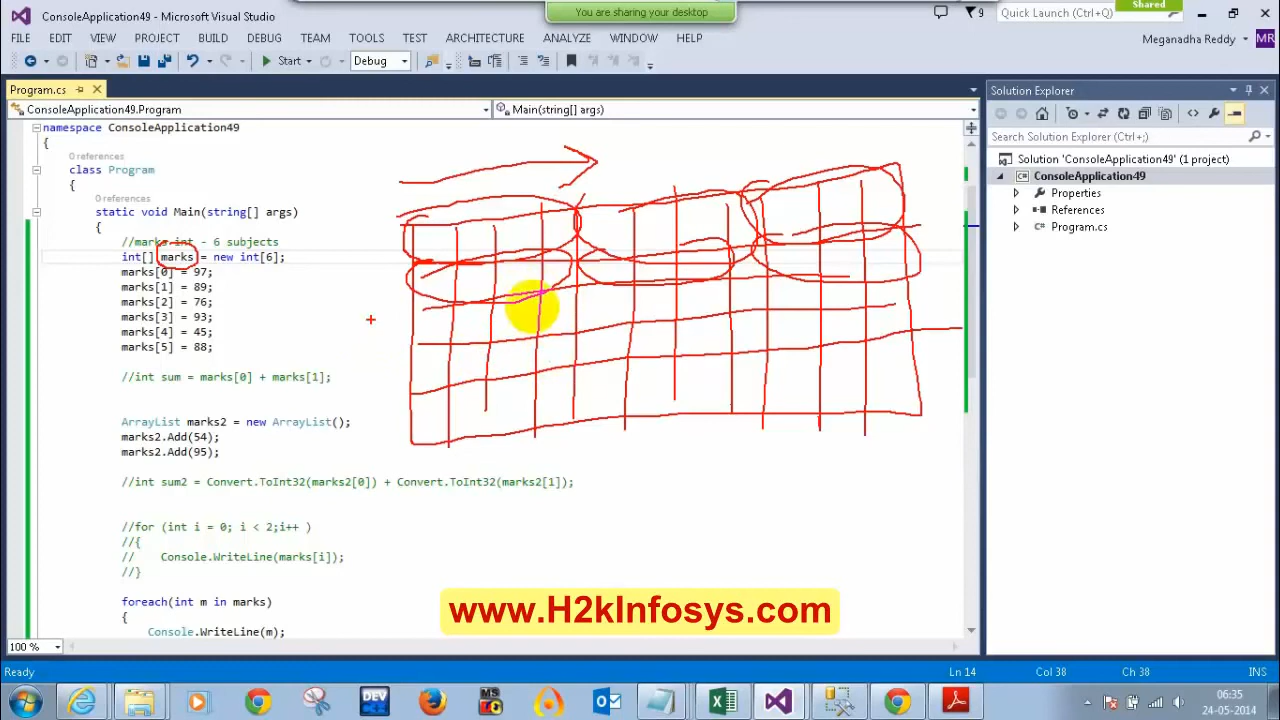 You are sharing your desktop
Shared
ConsoleApplication49 - Microsoft Visual Studio
9
Quick Launch (Ctrl+Q)
FILE EDIT VIEW PROJECT BUILD DEBUG TEAM TOOLS TEST ARCHITECTURE ANALYZE WINDOW HELP
Meganadha Reddy MR
Start Debug
Program.cs
ConsoleApplication49.Program
Main(string[] args)
namespace ConsoleApplication49
{
0 references
class Program
{
0 references
static void Main(string[] args)
{
//marks int - 6 subjects
int[] marks = new int[6];
marks[0] = 97;
marks[1] = 89;
marks[2] = 76;
marks[3] = 93;
marks[4] = 45;
marks[5] = 88;
//int sum = marks[0] + marks[1];
ArrayList marks2 = new ArrayList();
marks2.Add(54);
marks2.Add(95);
//int sum2 = Convert.ToInt32(marks2[0]) + Convert.ToInt32(marks2[1]);
//for (int i = 0; i < 2;i++ )
//{
//    Console.WriteLine(marks[i]);
//}
foreach(int m in marks)
{
Console.WriteLine(m);
100 %
Solution Explorer
Search Solution Explorer (Ctrl+;)
Solution 'ConsoleApplication49' (1 project)
ConsoleApplication49
Properties
References
Program.cs
www.H2kInfosys.com
Ready
Ln 14
Col 38
Ch 38
INS
DEV
MS
06:35
24-05-2014